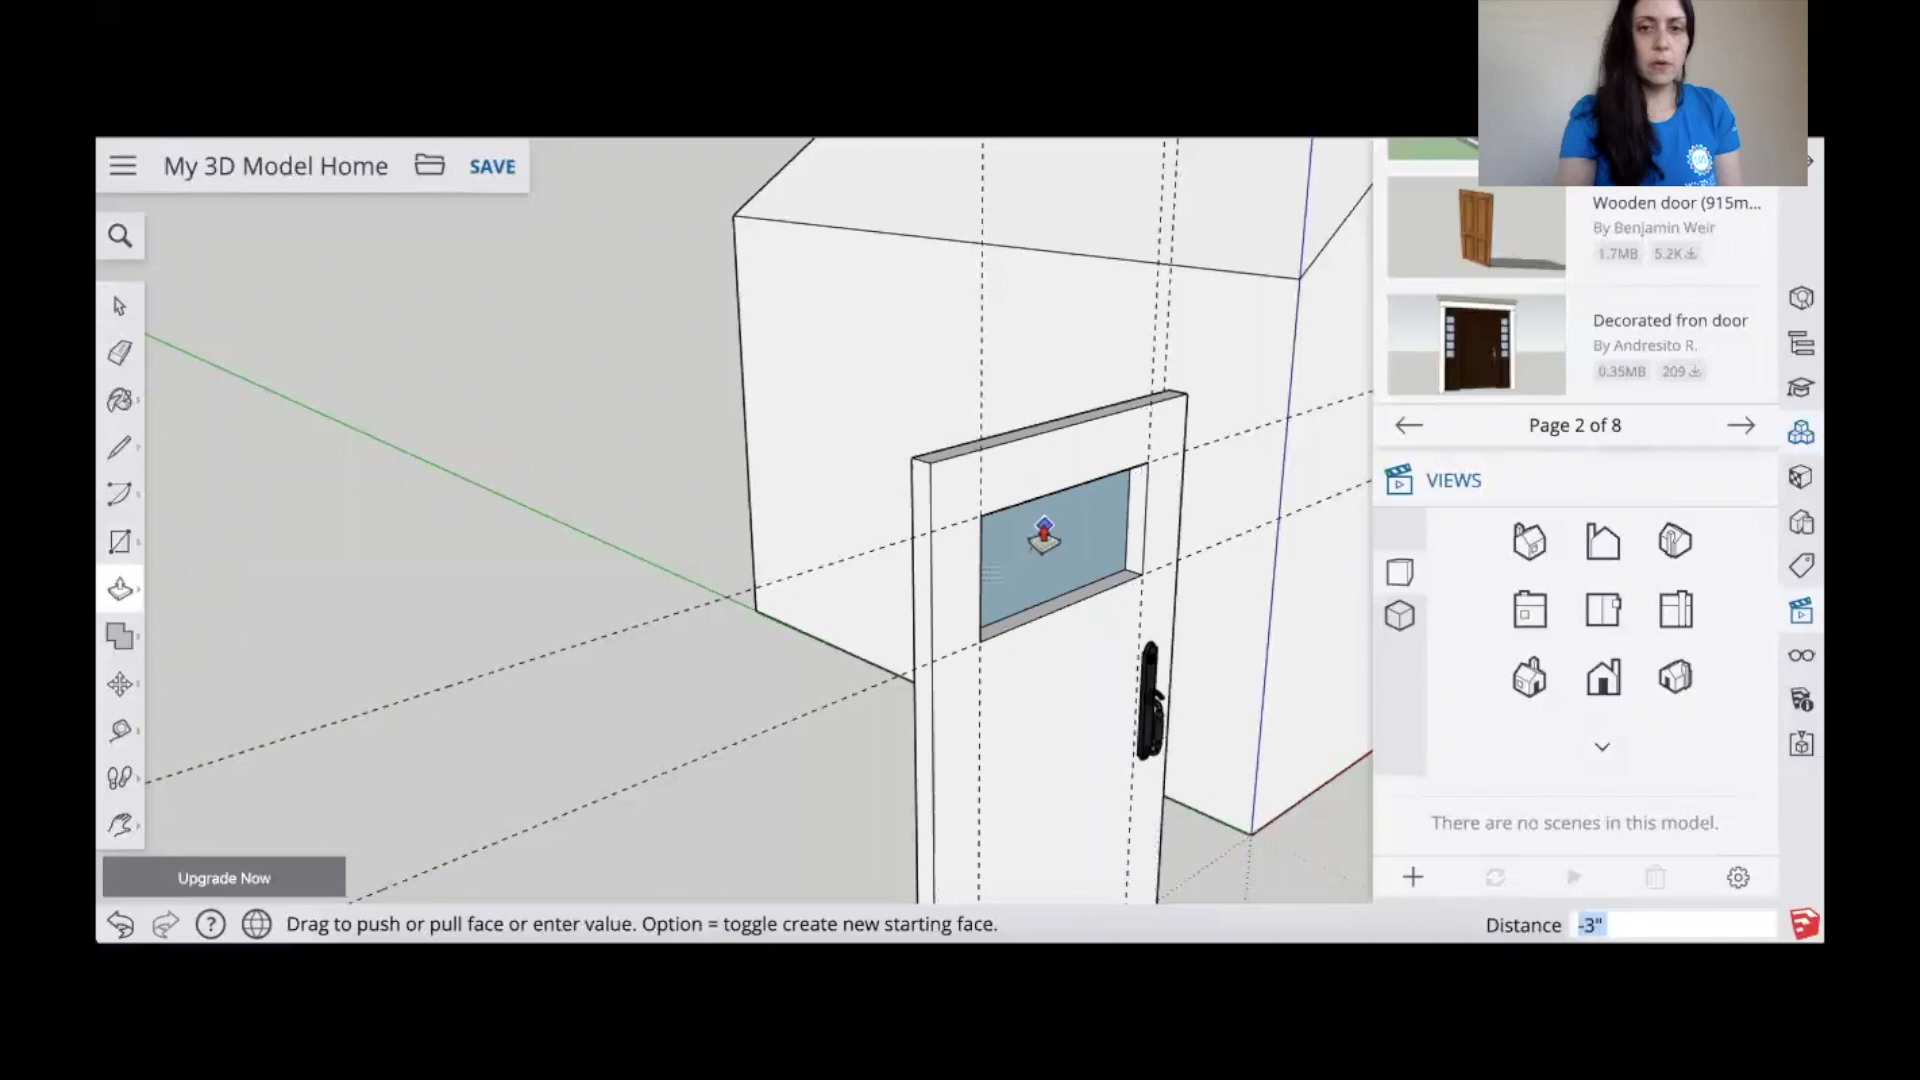 My 3D Model Home
SAVE
Wooden door (915m...
By Benjamin Weir
1.7MB 5.2K
Decorated fron door
By Andresito R.
0.35MB 209
Page 2 of 8
VIEWS
There are no scenes in this model.
Upgrade Now
Drag to push or pull face or enter value. Option = toggle create new starting face.
Distance -3"